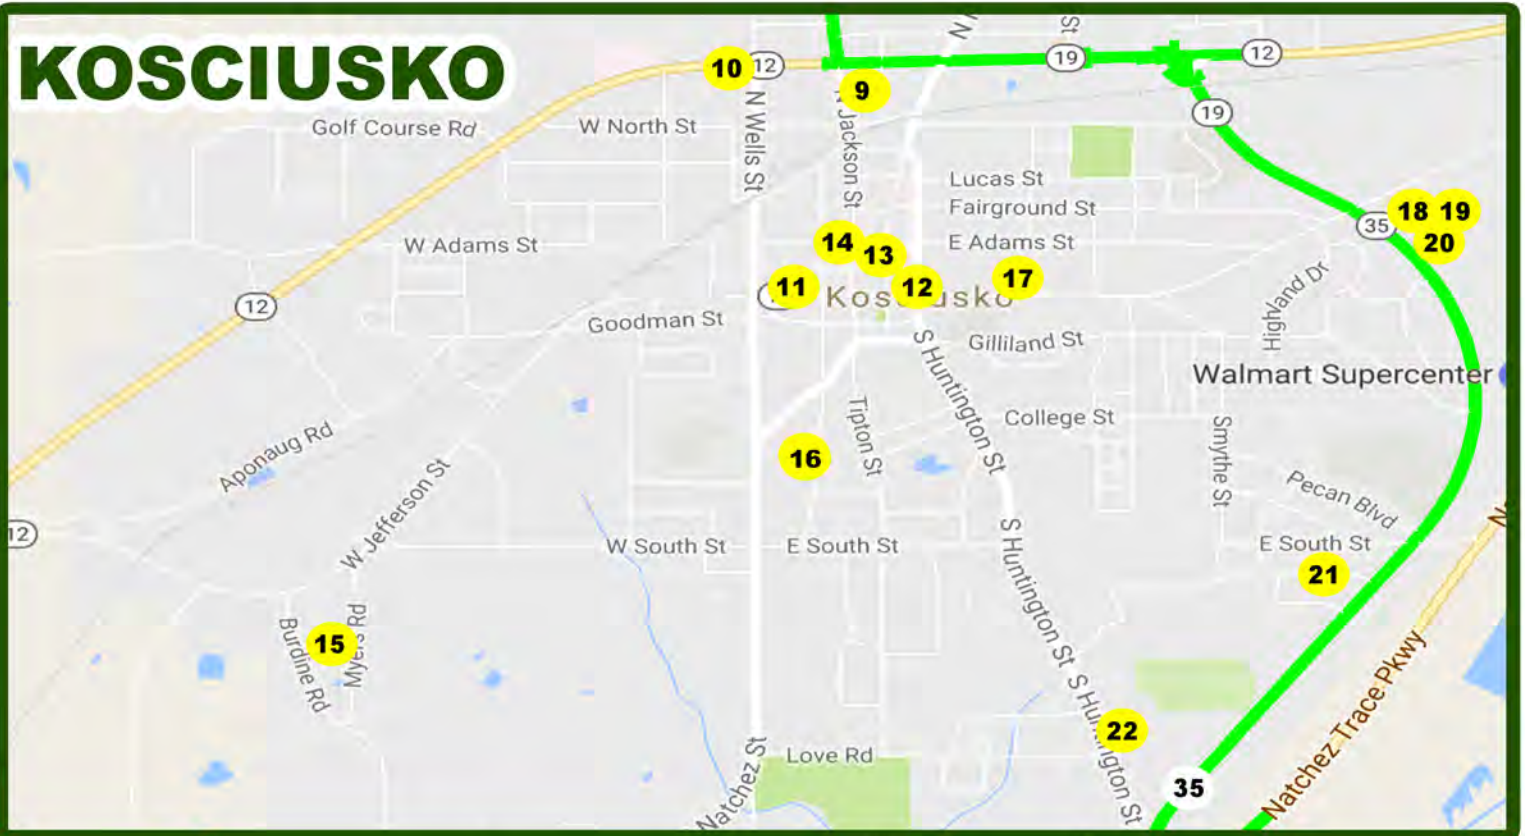 KOSCIUSKO
N
St
10
12
19
12
9
19
Golf Course Rd
W North St
N Wells St
N Jackson St
Lucas St
Fairground St
18 19
35
20
W Adams St
14
13
E Adams St
11
12
17
Kosciusko
12
Goodman St
Gilliland St
Highland Dr
Walmart Supercenter
S Huntington St
Tipton St
College St
Smythe St
Aponaug Rd
16
W Jefferson St
Pecan Blvd
12
W South St
E South St
S Huntington St
E South St
21
Burdine Rd
15
Myers Rd
S Huntington St
22
Natchez Trace Pkwy
Love Rd
Natchez St
35